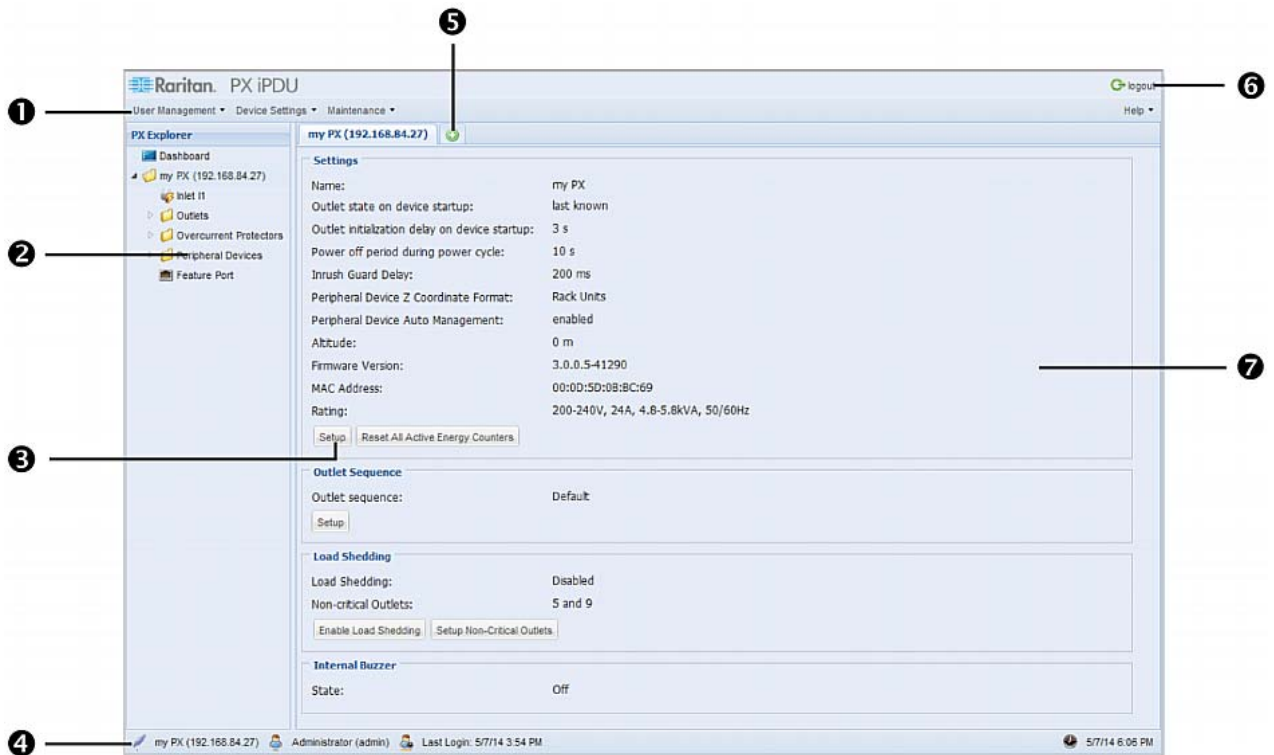 ❺
Raritan. PX iPDU
logout
❻
❶
User Management Device Settings Maintenance
Help
PX Explorer
my PX (192.168.84.27)
Dashboard
my PX (192.168.84.27)
Inlet I1
Outlets
Overcurrent Protectors
❷
Peripheral Devices
Feature Port
Settings
Name: my PX
Outlet state on device startup: last known
Outlet initialization delay on device startup: 3 s
Power off period during power cycle: 10 s
Inrush Guard Delay: 200 ms
Peripheral Device Z Coordinate Format: Rack Units
Peripheral Device Auto Management: enabled
Altitude: 0 m
Firmware Version: 3.0.0.5-41290
❼
MAC Address: 00:0D:5D:0B:BC:69
Rating: 200-240V, 24A, 4.8-5.8kVA, 50/60Hz
❸
Setup Reset All Active Energy Counters
Outlet Sequence
Outlet sequence: Default
Setup
Load Shedding
Load Shedding: Disabled
Non-critical Outlets: 5 and 9
Enable Load Shedding Setup Non-Critical Outlets
Internal Buzzer
State: Off
❹
my PX (192.168.84.27) Administrator (admin) Last Login: 5/7/14 3:54 PM 5/7/14 6:06 PM